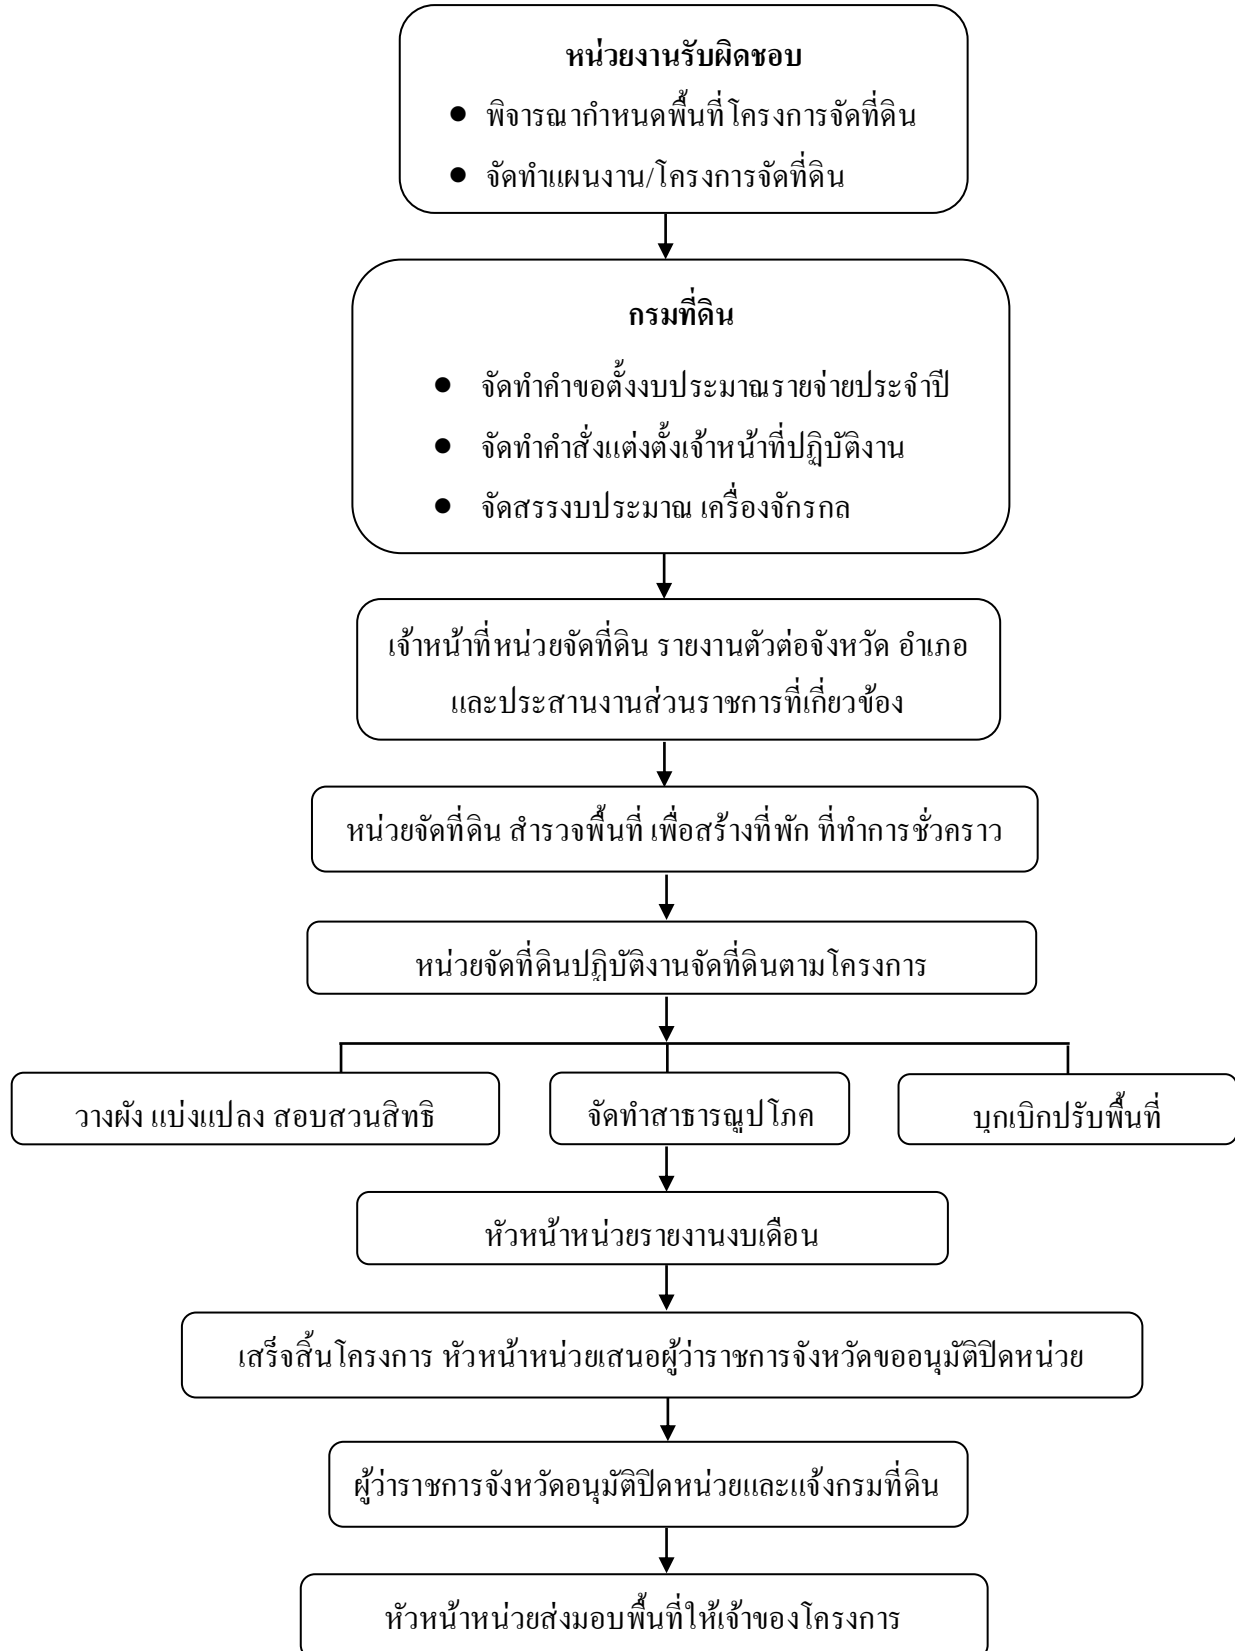 หน่วยงานรับผิดชอบ
● พิจารณากำหนดพื้นที่โครงการจัดที่ดิน
● จัดทำแผนงาน/โครงการจัดที่ดิน
กรมที่ดิน
● จัดทำคำขอตั้งงบประมาณรายจ่ายประจำปี
● จัดทำคำสั่งแต่งตั้งเจ้าหน้าที่ปฏิบัติงาน
● จัดสรรงบประมาณ เครื่องจักรกล
เจ้าหน้าที่หน่วยจัดที่ดิน รายงานตัวต่อจังหวัด อำเภอ
และประสานงานส่วนราชการที่เกี่ยวข้อง
หน่วยจัดที่ดิน สำรวจพื้นที่ เพื่อสร้างที่พัก ที่ทำการชั่วคราว
หน่วยจัดที่ดินปฏิบัติงานจัดที่ดินตามโครงการ
วางผัง แบ่งแปลง สอบสวนสิทธิ
จัดทำสาธารณูปโภค
บุกเบิกปรับพื้นที่
หัวหน้าหน่วยรายงานงบเดือน
เสร็จสิ้นโครงการ หัวหน้าหน่วยเสนอผู้ว่าราชการจังหวัดขออนุมัติปิดหน่วย
ผู้ว่าราชการจังหวัดอนุมัติปิดหน่วยและแจ้งกรมที่ดิน
หัวหน้าหน่วยส่งมอบพื้นที่ให้เจ้าของโครงการ